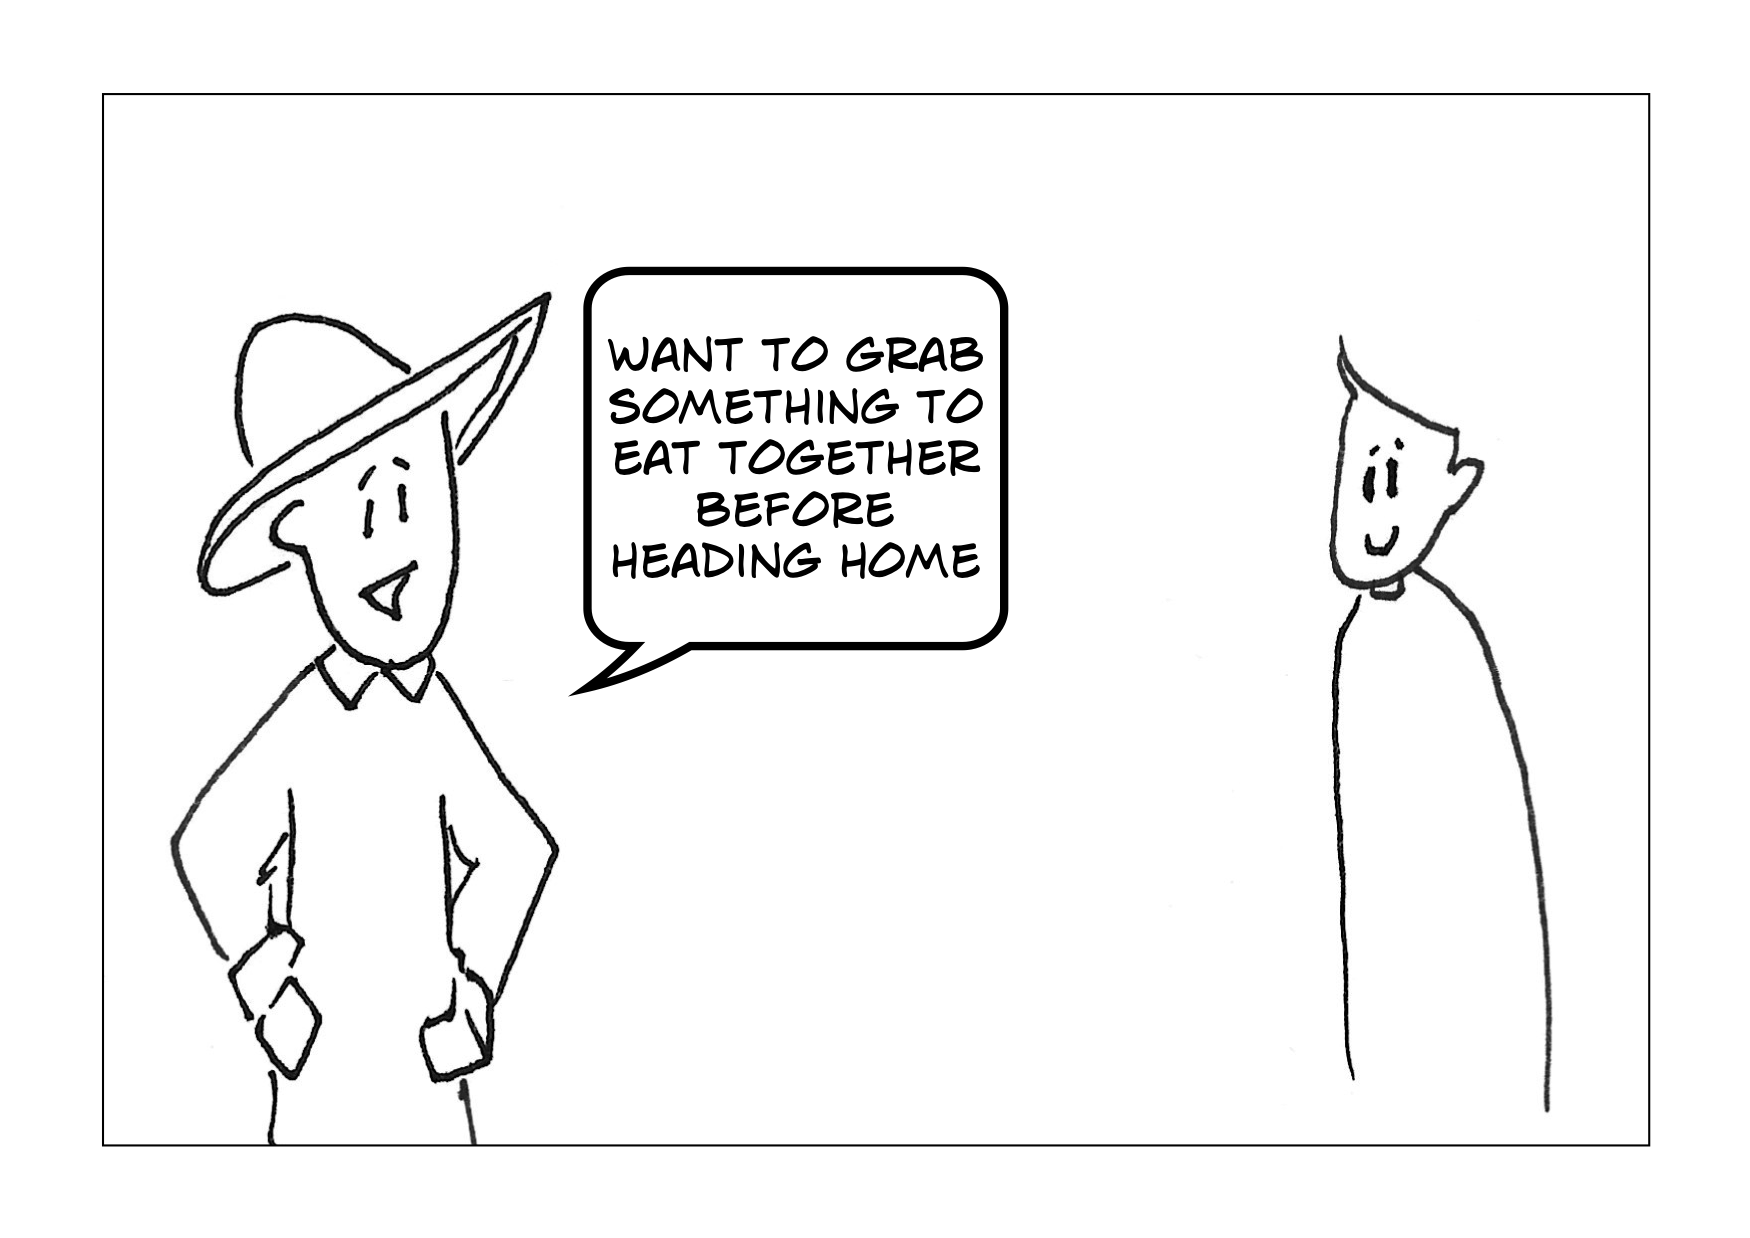 WANT TO GRAB
SOMETHING TO
EAT TOGETHER
BEFORE
HEADING HOME